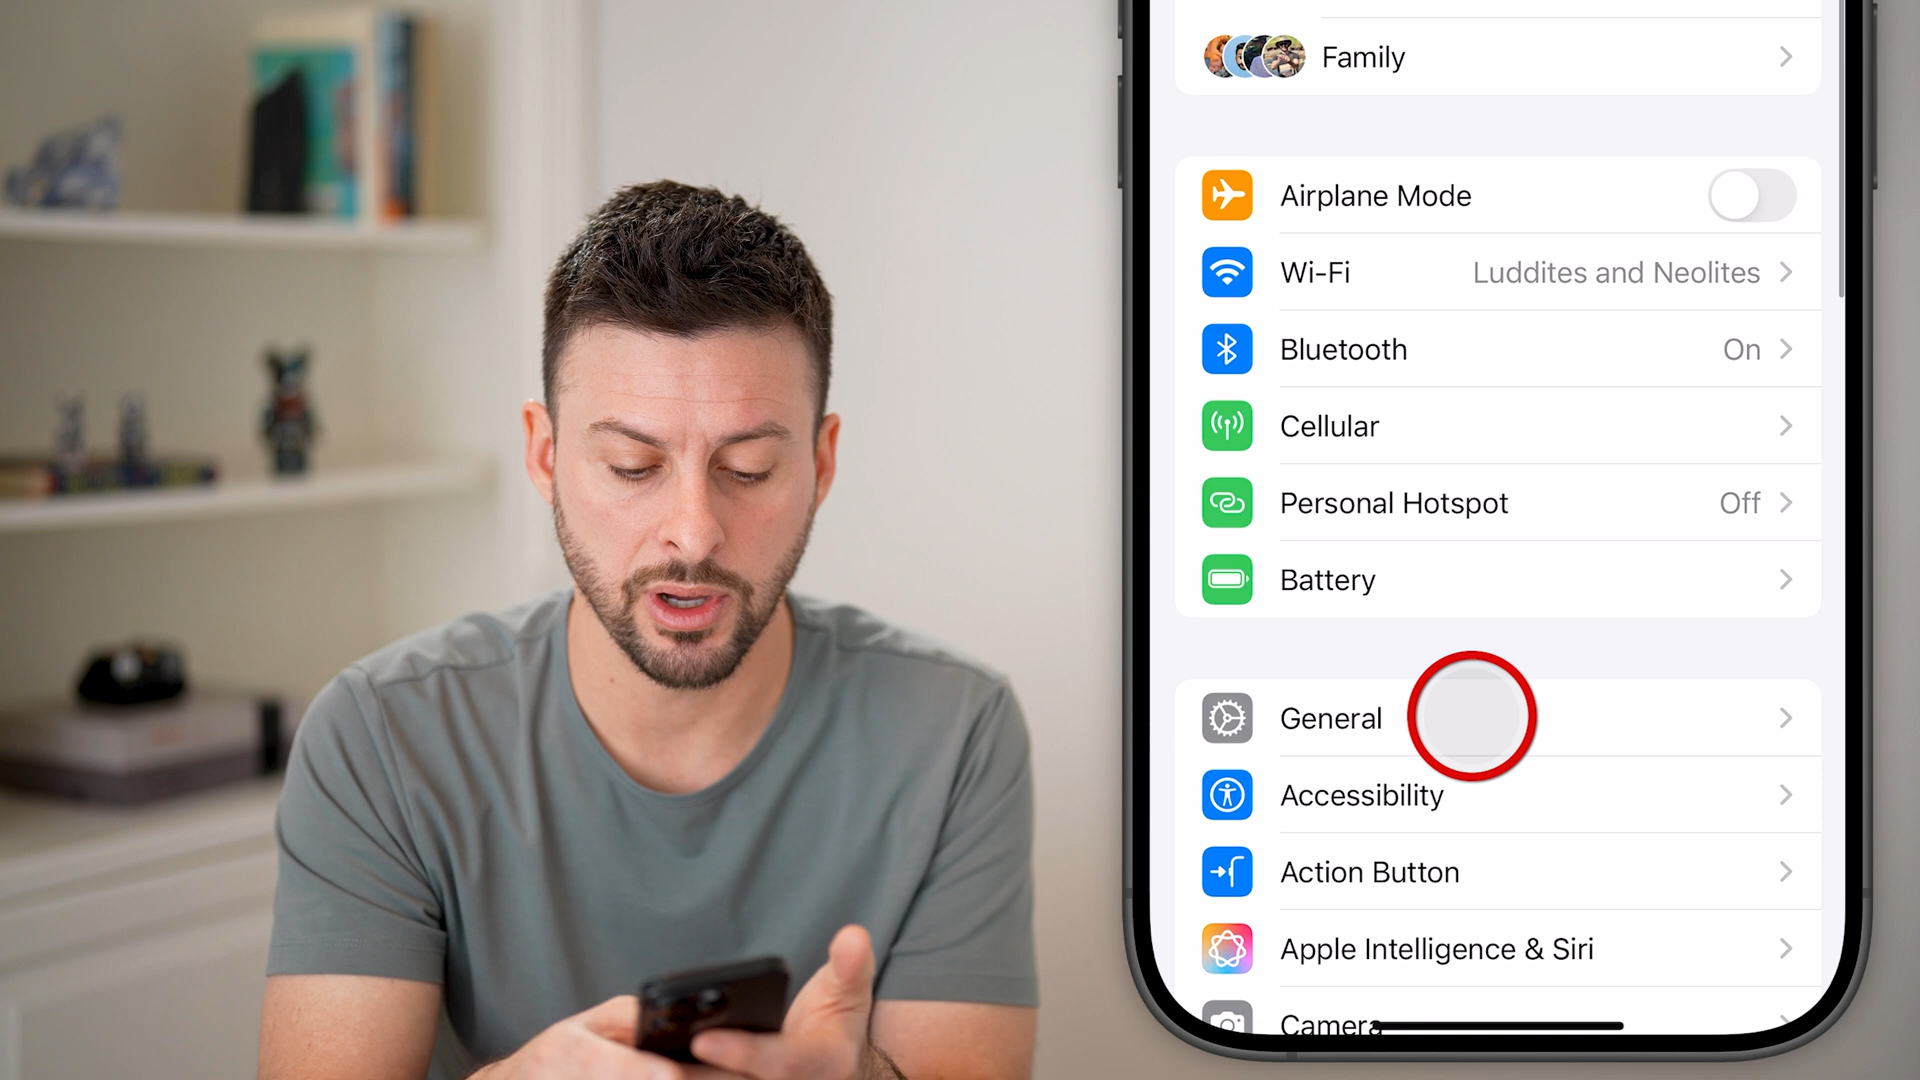 Family
Airplane Mode
Wi-Fi Luddites and Neolites
Bluetooth On
Cellular
Personal Hotspot Off
Battery
General
Accessibility
Action Button
Apple Intelligence & Siri
Camera